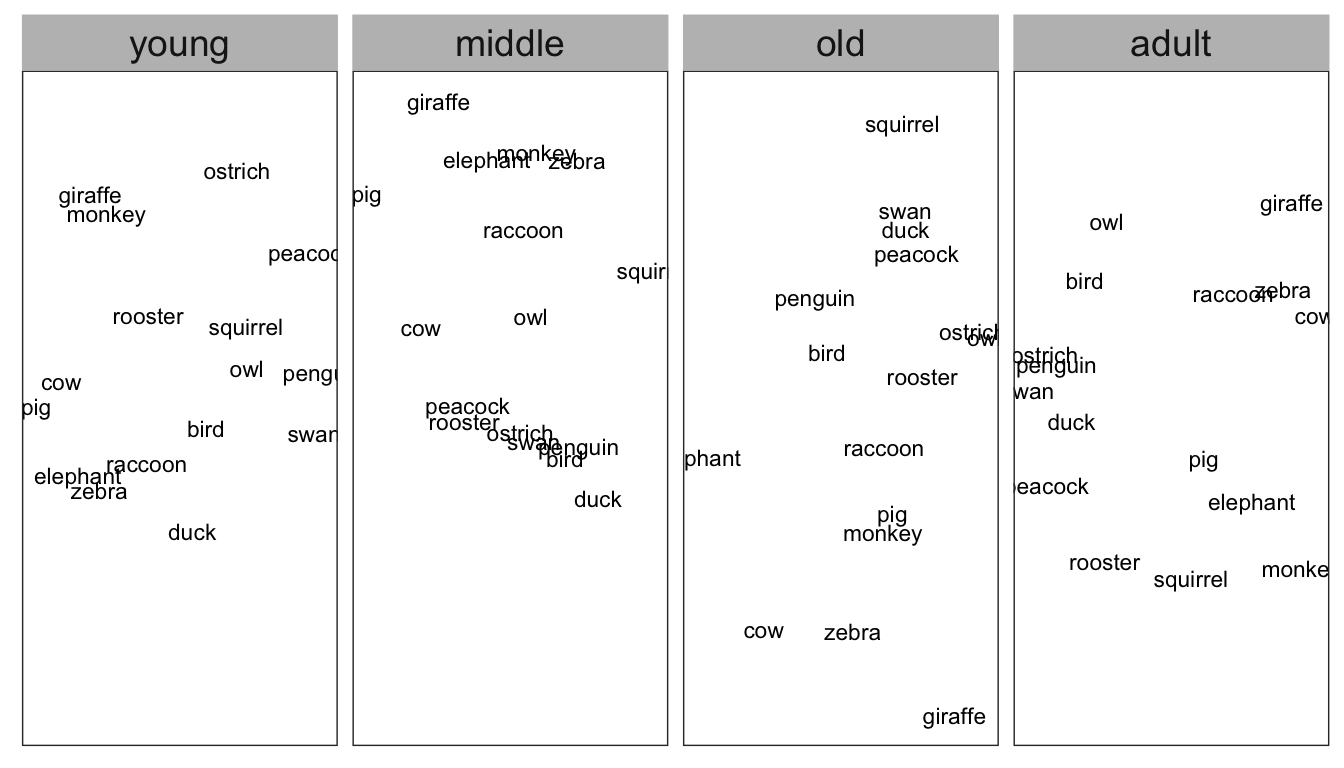 young
ostrich
giraffe
monkey
peacoc
rooster
squirrel
owl
pengu
cow
pig
bird
swan
raccoon
elephant
zebra
duck
middle
giraffe
monkey
elephant
zebra
pig
raccoon
squir
owl
cow
peacock
rooster
ostrich
swan
penguin
bird
duck
old
squirrel
swan
duck
peacock
penguin
ostrich
owl
bird
rooster
raccoon
phant
pig
monkey
cow
zebra
giraffe
adult
giraffe
owl
bird
zebra
raccoon
cow
ostrich
penguin
wan
duck
pig
peacock
elephant
rooster
monke
squirrel